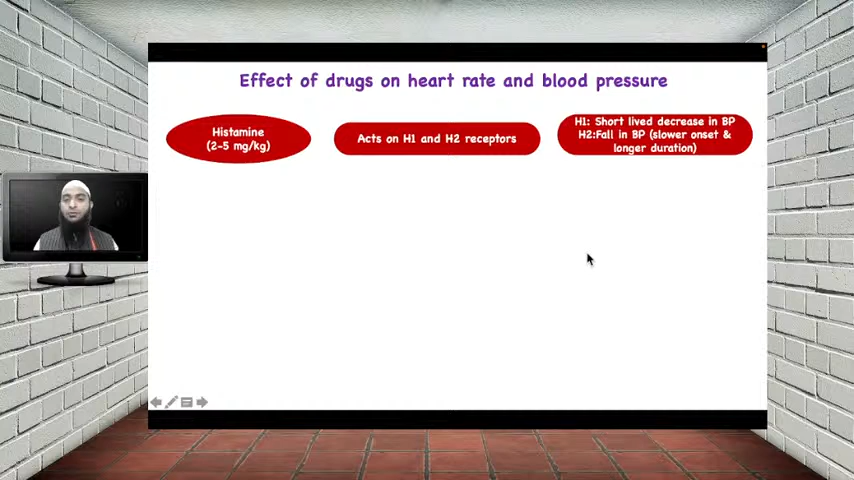 Effect of drugs on heart rate and blood pressure
Histamine
(2-5 mg/kg)
Acts on H1 and H2 receptors
H1: Short lived decrease in BP
H2:Fall in BP (slower onset &
longer duration)